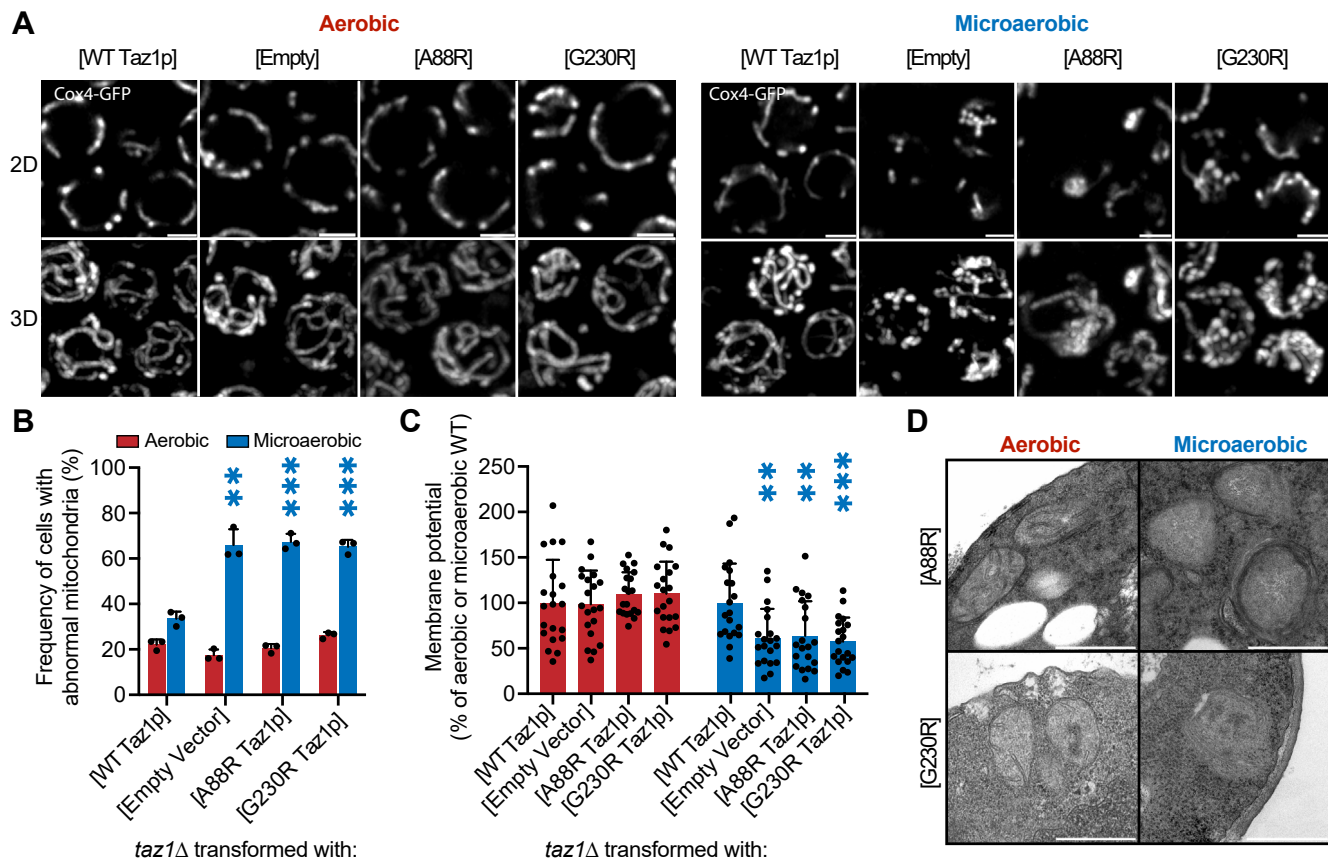 A
Aerobic
Microaerobic
[WT Taz1p] [Empty] [A88R] [G230R]
[WT Taz1p] [Empty] [A88R] [G230R]
Cox4-GFP
Cox4-GFP
2D
3D
B
Aerobic Microaerobic
Frequency of cells with
abnormal mitochondria (%)
100
80
60
40
20
0
** *** ***
[WT Taz1p]
[Empty Vector]
[A88R Taz1p]
[G230R Taz1p]
taz1Δ transformed with:
C
Membrane potential
(% of aerobic or microaerobic WT)
250
200
150
100
50
0
** ** ***
[WT Taz1p]
[Empty Vector]
[A88R Taz1p]
[G230R Taz1p]
[WT Taz1p]
[Empty Vector]
[A88R Taz1p]
[G230R Taz1p]
taz1Δ transformed with:
D
Aerobic Microaerobic
[A88R]
[G230R]